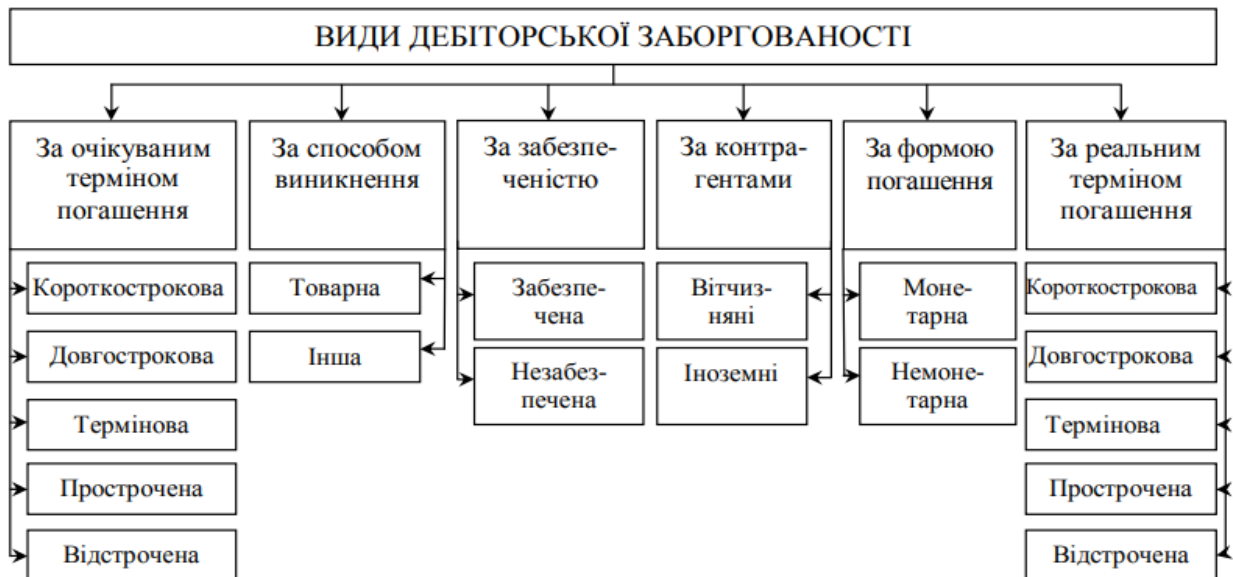 ВИДИ ДЕБІТОРСЬКОЇ ЗАБОРГОВАНОСТІ
За очікуваним
терміном
погашення
Короткострокова
Довгострокова
Термінова
Прострочена
Відстрочена
За способом
виникнення
Товарна
Інша
За забезпе-
ченістю
Забезпе-
чена
Незабез-
печена
За контра-
гентами
Вітчиз-
няні
Іноземні
За формою
погашення
Моне-
тарна
Немоне-
тарна
За реальним
терміном
погашення
Короткострокова
Довгострокова
Термінова
Прострочена
Відстрочена